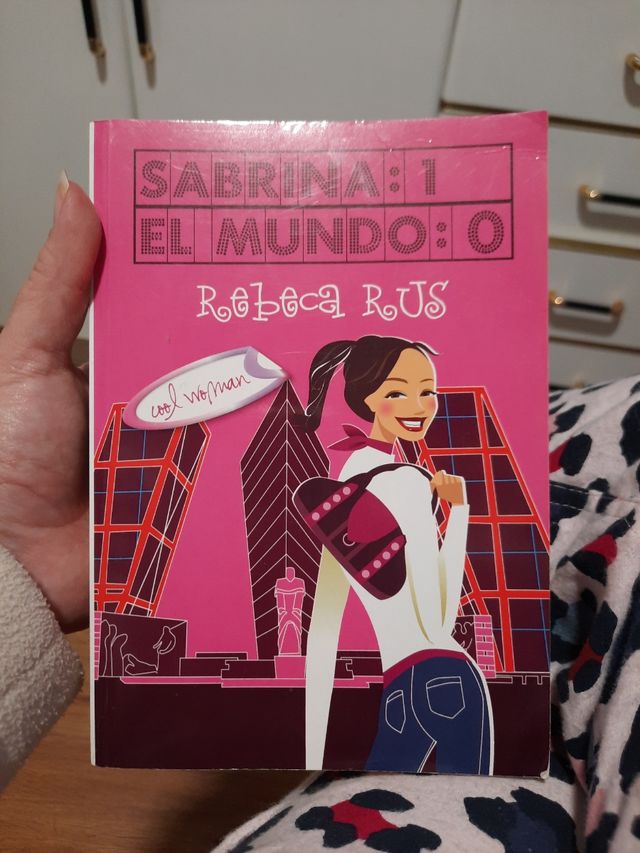 SABRINA: 1
EL MUNDO: 0
Rebeca RUS
cool woman